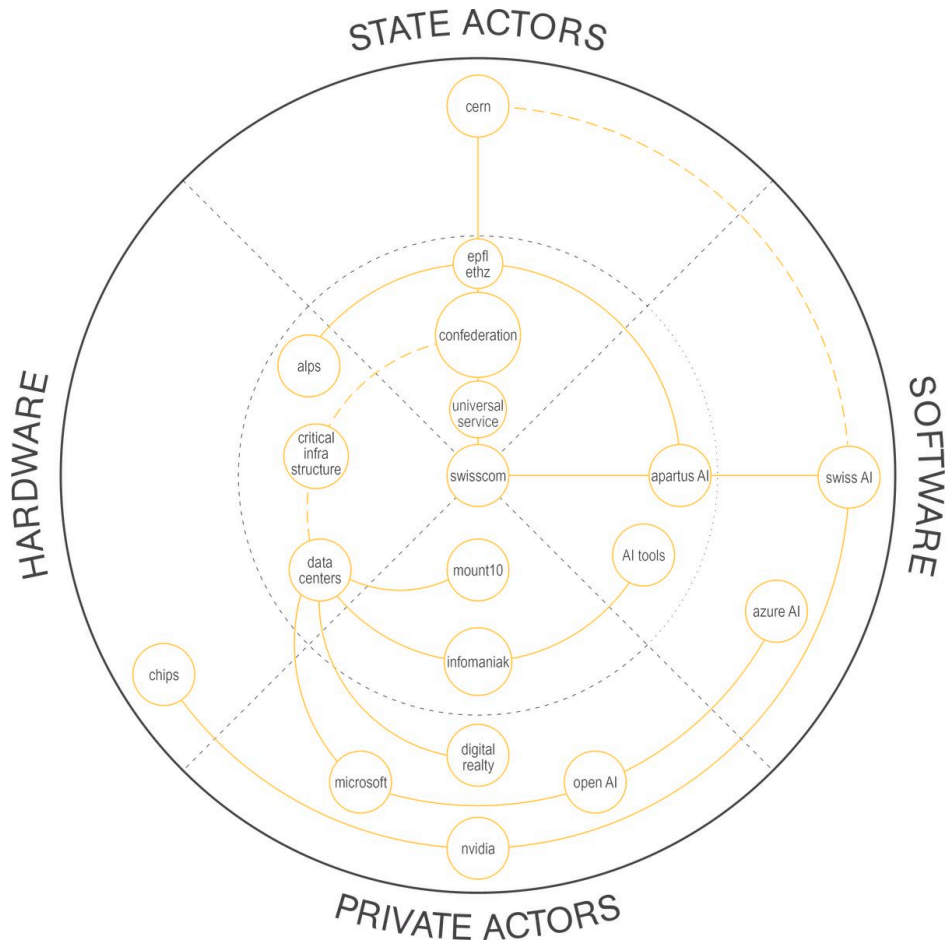 STATE ACTORS
cern
epfl
ethz
confederation
alps
universal
service
HARDWARE
SOFTWARE
critical
infra
structure
swisscom
apartus AI
swiss AI
data
centers
mount10
AI tools
azure AI
infomaniak
chips
digital
realty
microsoft
open AI
nvidia
PRIVATE ACTORS